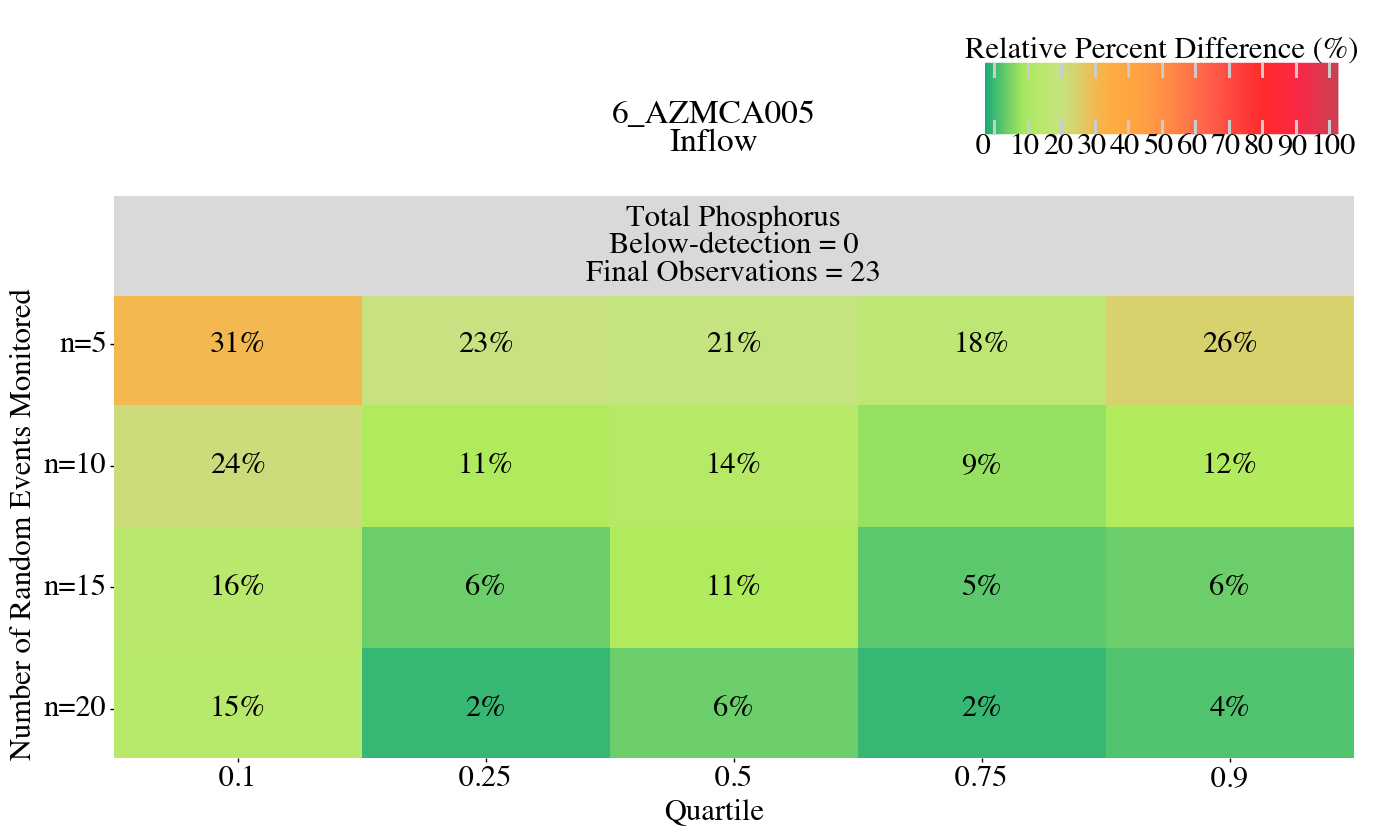 Relative Percent Difference (%)
0 10 20 30 40 50 60 70 80 90 100
6_AZMCA005
Inflow
Total Phosphorus
Below-detection = 0
Final Observations = 23
Number of Random Events Monitored
n=5 31% 23% 21% 18% 26%
n=10 24% 11% 14% 9% 12%
n=15 16% 6% 11% 5% 6%
n=20 15% 2% 6% 2% 4%
0.1 0.25 0.5 0.75 0.9
Quartile